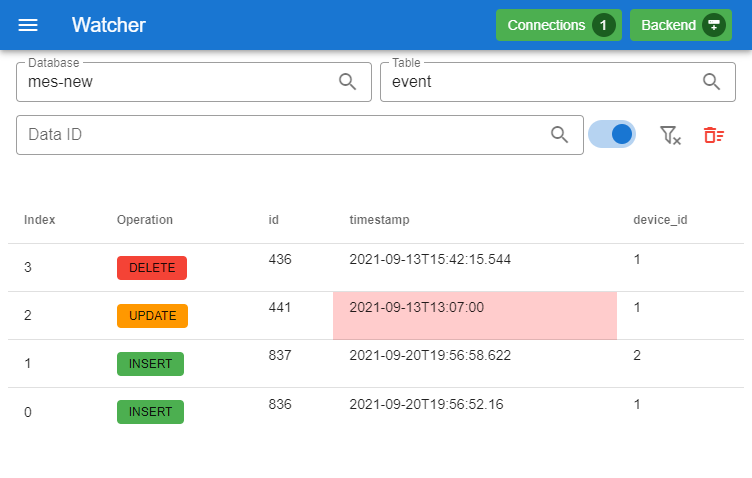 Watcher Connections 1 Backend
Database Table
mes-new event
Data ID
Index Operation id timestamp device_id
3 DELETE 436 2021-09-13T15:42:15.544 1
2 UPDATE 441 2021-09-13T13:07:00 1
1 INSERT 837 2021-09-20T19:56:58.622 2
0 INSERT 836 2021-09-20T19:56:52.16 1